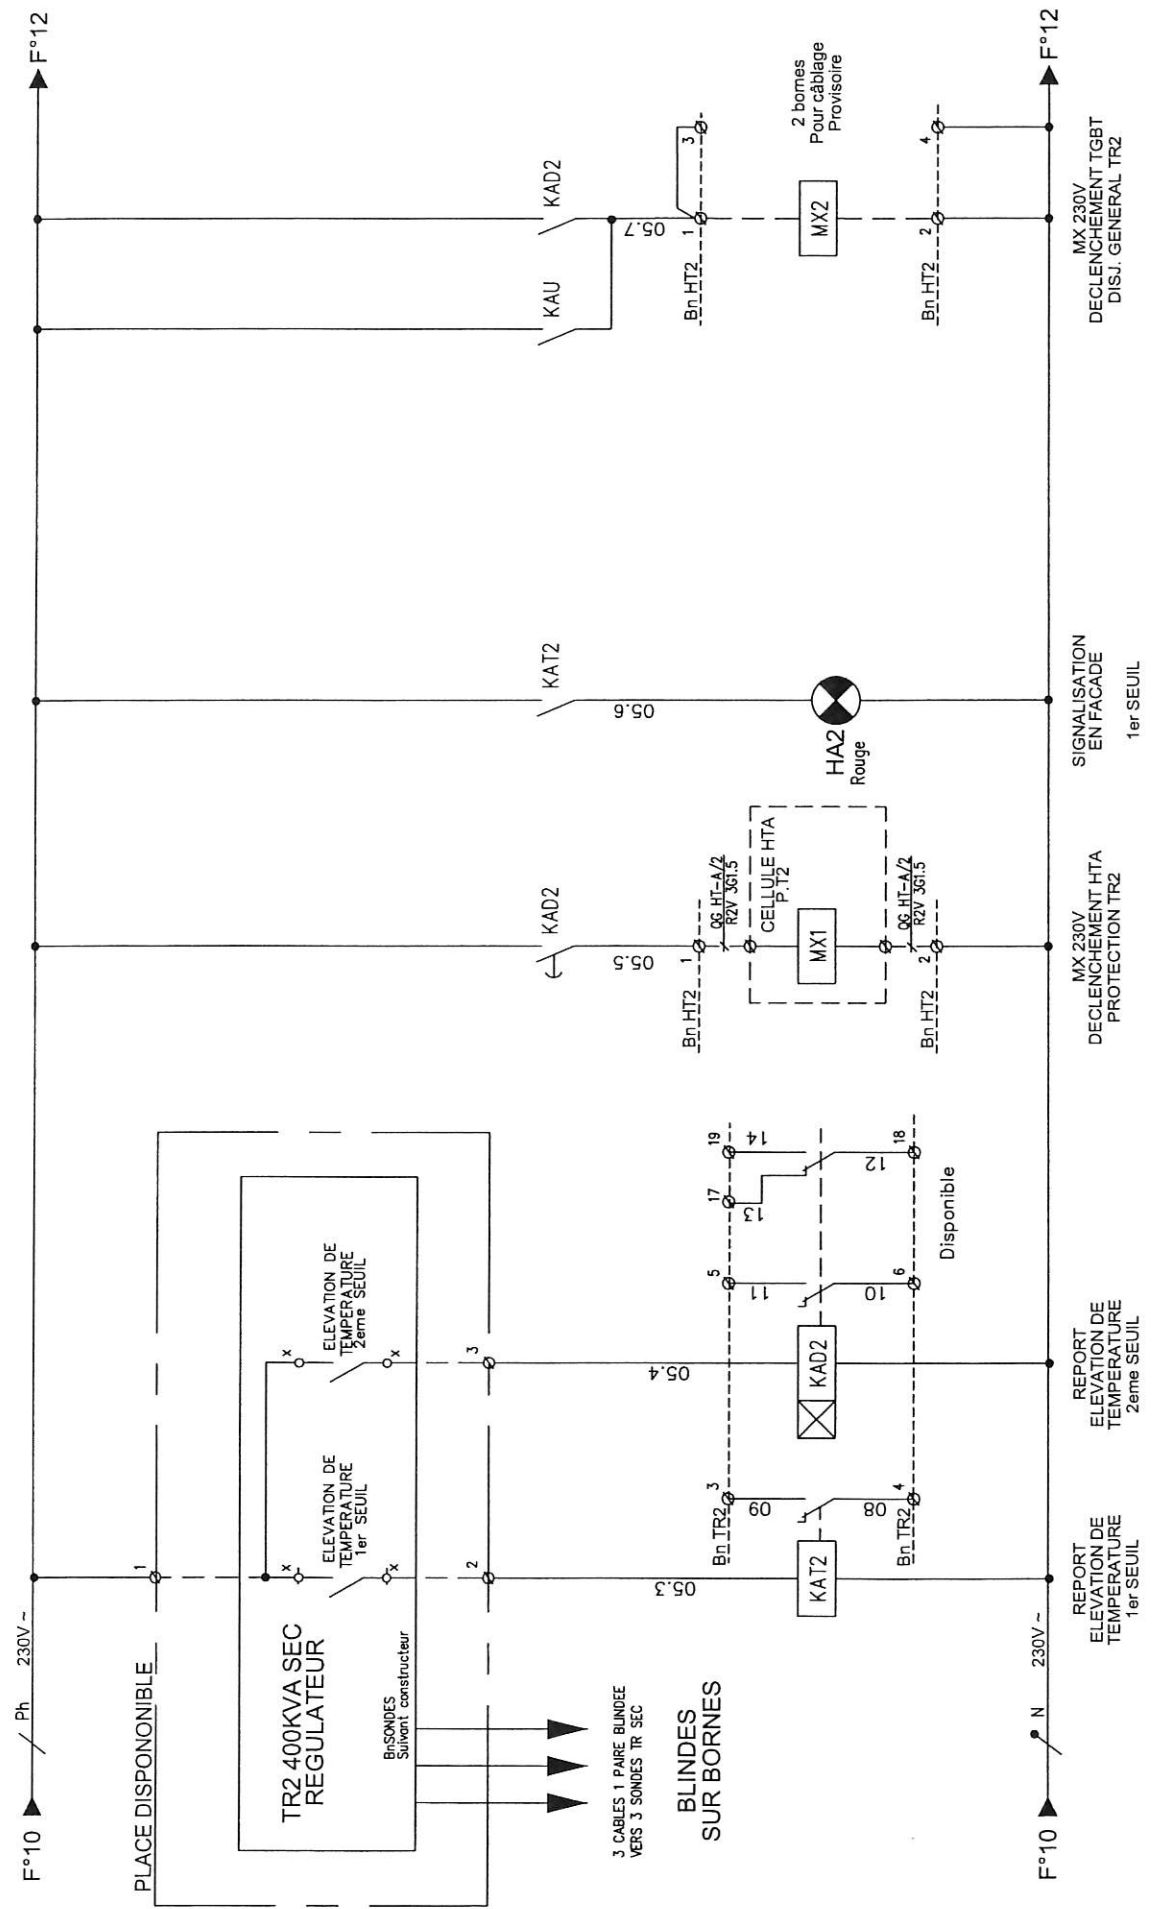 F°10
Ph
230V ~
F°12
PLACE DISPONONIBLE
1
TR2 400KVA SEC
REGULATEUR
BnSONDES
Suivant constructeur
x
x
ELEVATION DE
TEMPERATURE
1er SEUIL
x
x
ELEVATION DE
TEMPERATURE
2eme SEUIL
2
3
3 CABLES 1 PAIRE BLINDEE
VERS 3 SONDES TR SEC
BLINDES
SUR BORNES
05.3
05.4
KAD2
05.5
KAT2
05.6
KAU
KAD2
05.7
Bn TR2
3
09
5
11
17
13
19
14
KAT2
KAD2
Bn TR2
08
4
10
6
12
18
Disponible
Bn HT2
1
QG HT-A/2
R2V 3G1.5
CELLULE HTA
P.T2
MX1
QG HT-A/2
R2V 3G1.5
Bn HT2
2
HA2
Rouge
Bn HT2
1
3
MX2
2 bornes
Pour câblage
Provisoire
Bn HT2
2
4
F°10
N
230V ~
F°12
REPORT
ELEVATION DE
TEMPERATURE
1er SEUIL
REPORT
ELEVATION DE
TEMPERATURE
2eme SEUIL
MX 230V
DECLENCHEMENT HTA
PROTECTION TR2
SIGNALISATION
EN FACADE
1er SEUIL
MX 230V
DECLENCHEMENT TGBT
DISJ. GENERAL TR2